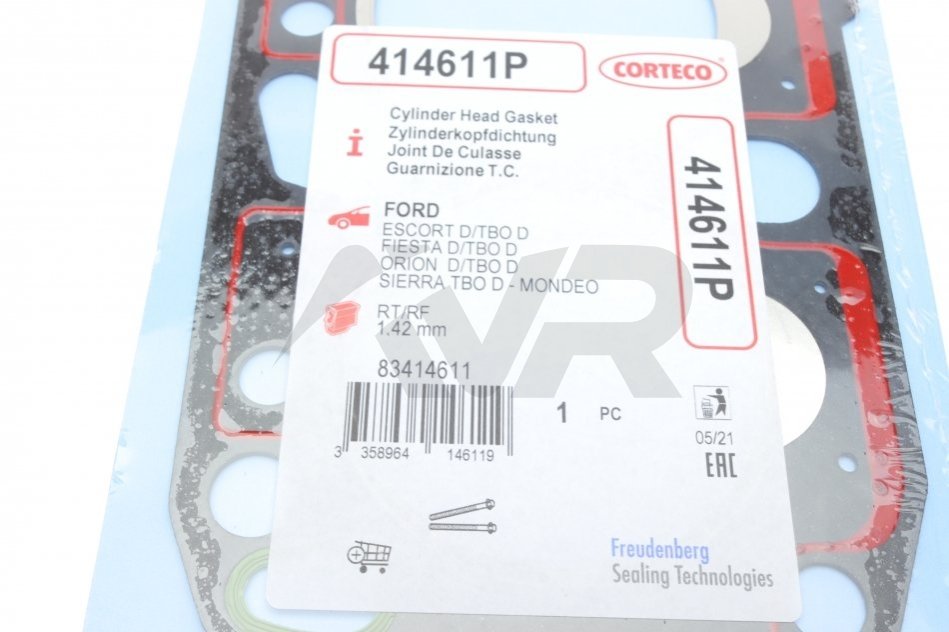 414611P
CORTECO
Cylinder Head Gasket
Zylinderkopfdichtung
Joint De Culasse
Guarnizione T.C.
414611P
FORD
ESCORT D/TBO D
FIESTA D/TBO D
ORION D/TBO D
SIERRA TBO D - MONDEO
RT/RF
1.42 mm
83414611
3 358964 146119
1 PC
05/21
EAC
Freudenberg
Sealing Technologies
KVR